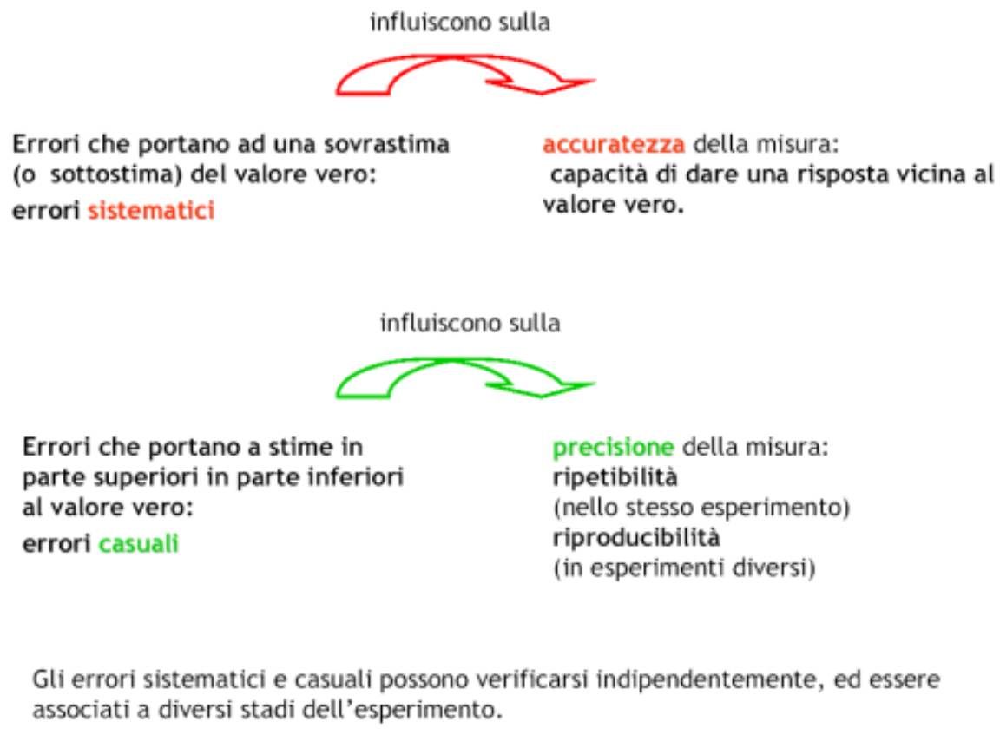 influiscono sulla
Errori che portano ad una sovrastima
(o sottostima) del valore vero:
errori sistematici
accuratezza della misura:
capacità di dare una risposta vicina al
valore vero.
influiscono sulla
Errori che portano a stime in
parte superiori in parte inferiori
al valore vero:
errori casuali
precisione della misura:
ripetibilità
(nello stesso esperimento)
riproducibilità
(in esperimenti diversi)
Gli errori sistematici e casuali possono verificarsi indipendentemente, ed essere
associati a diversi stadi dell'esperimento.